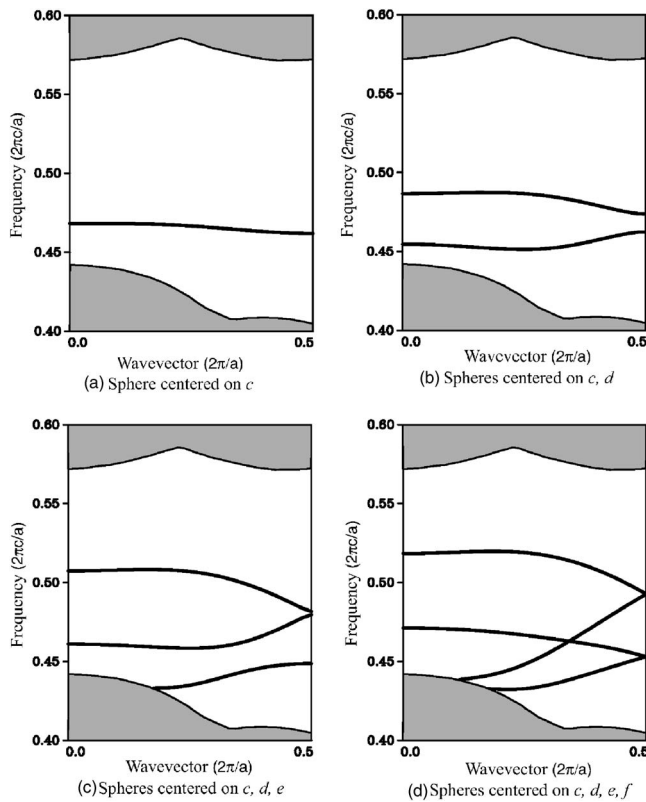 0.60
0.55
0.50
0.45
0.40
Frequency (2πc/a)
0.0
0.5
Wavevector (2π/a)
(a) Sphere centered on c
0.60
0.55
0.50
0.45
0.40
Frequency (2πc/a)
0.0
0.5
Wavevector (2π/a)
(b) Spheres centered on c, d
0.60
0.55
0.50
0.45
0.40
Frequency (2πc/a)
0.0
0.5
Wavevector (2π/a)
(c) Spheres centered on c, d, e
0.60
0.55
0.50
0.45
0.40
Frequency (2πc/a)
0.0
0.5
Wavevector (2π/a)
(d) Spheres centered on c, d, e, f